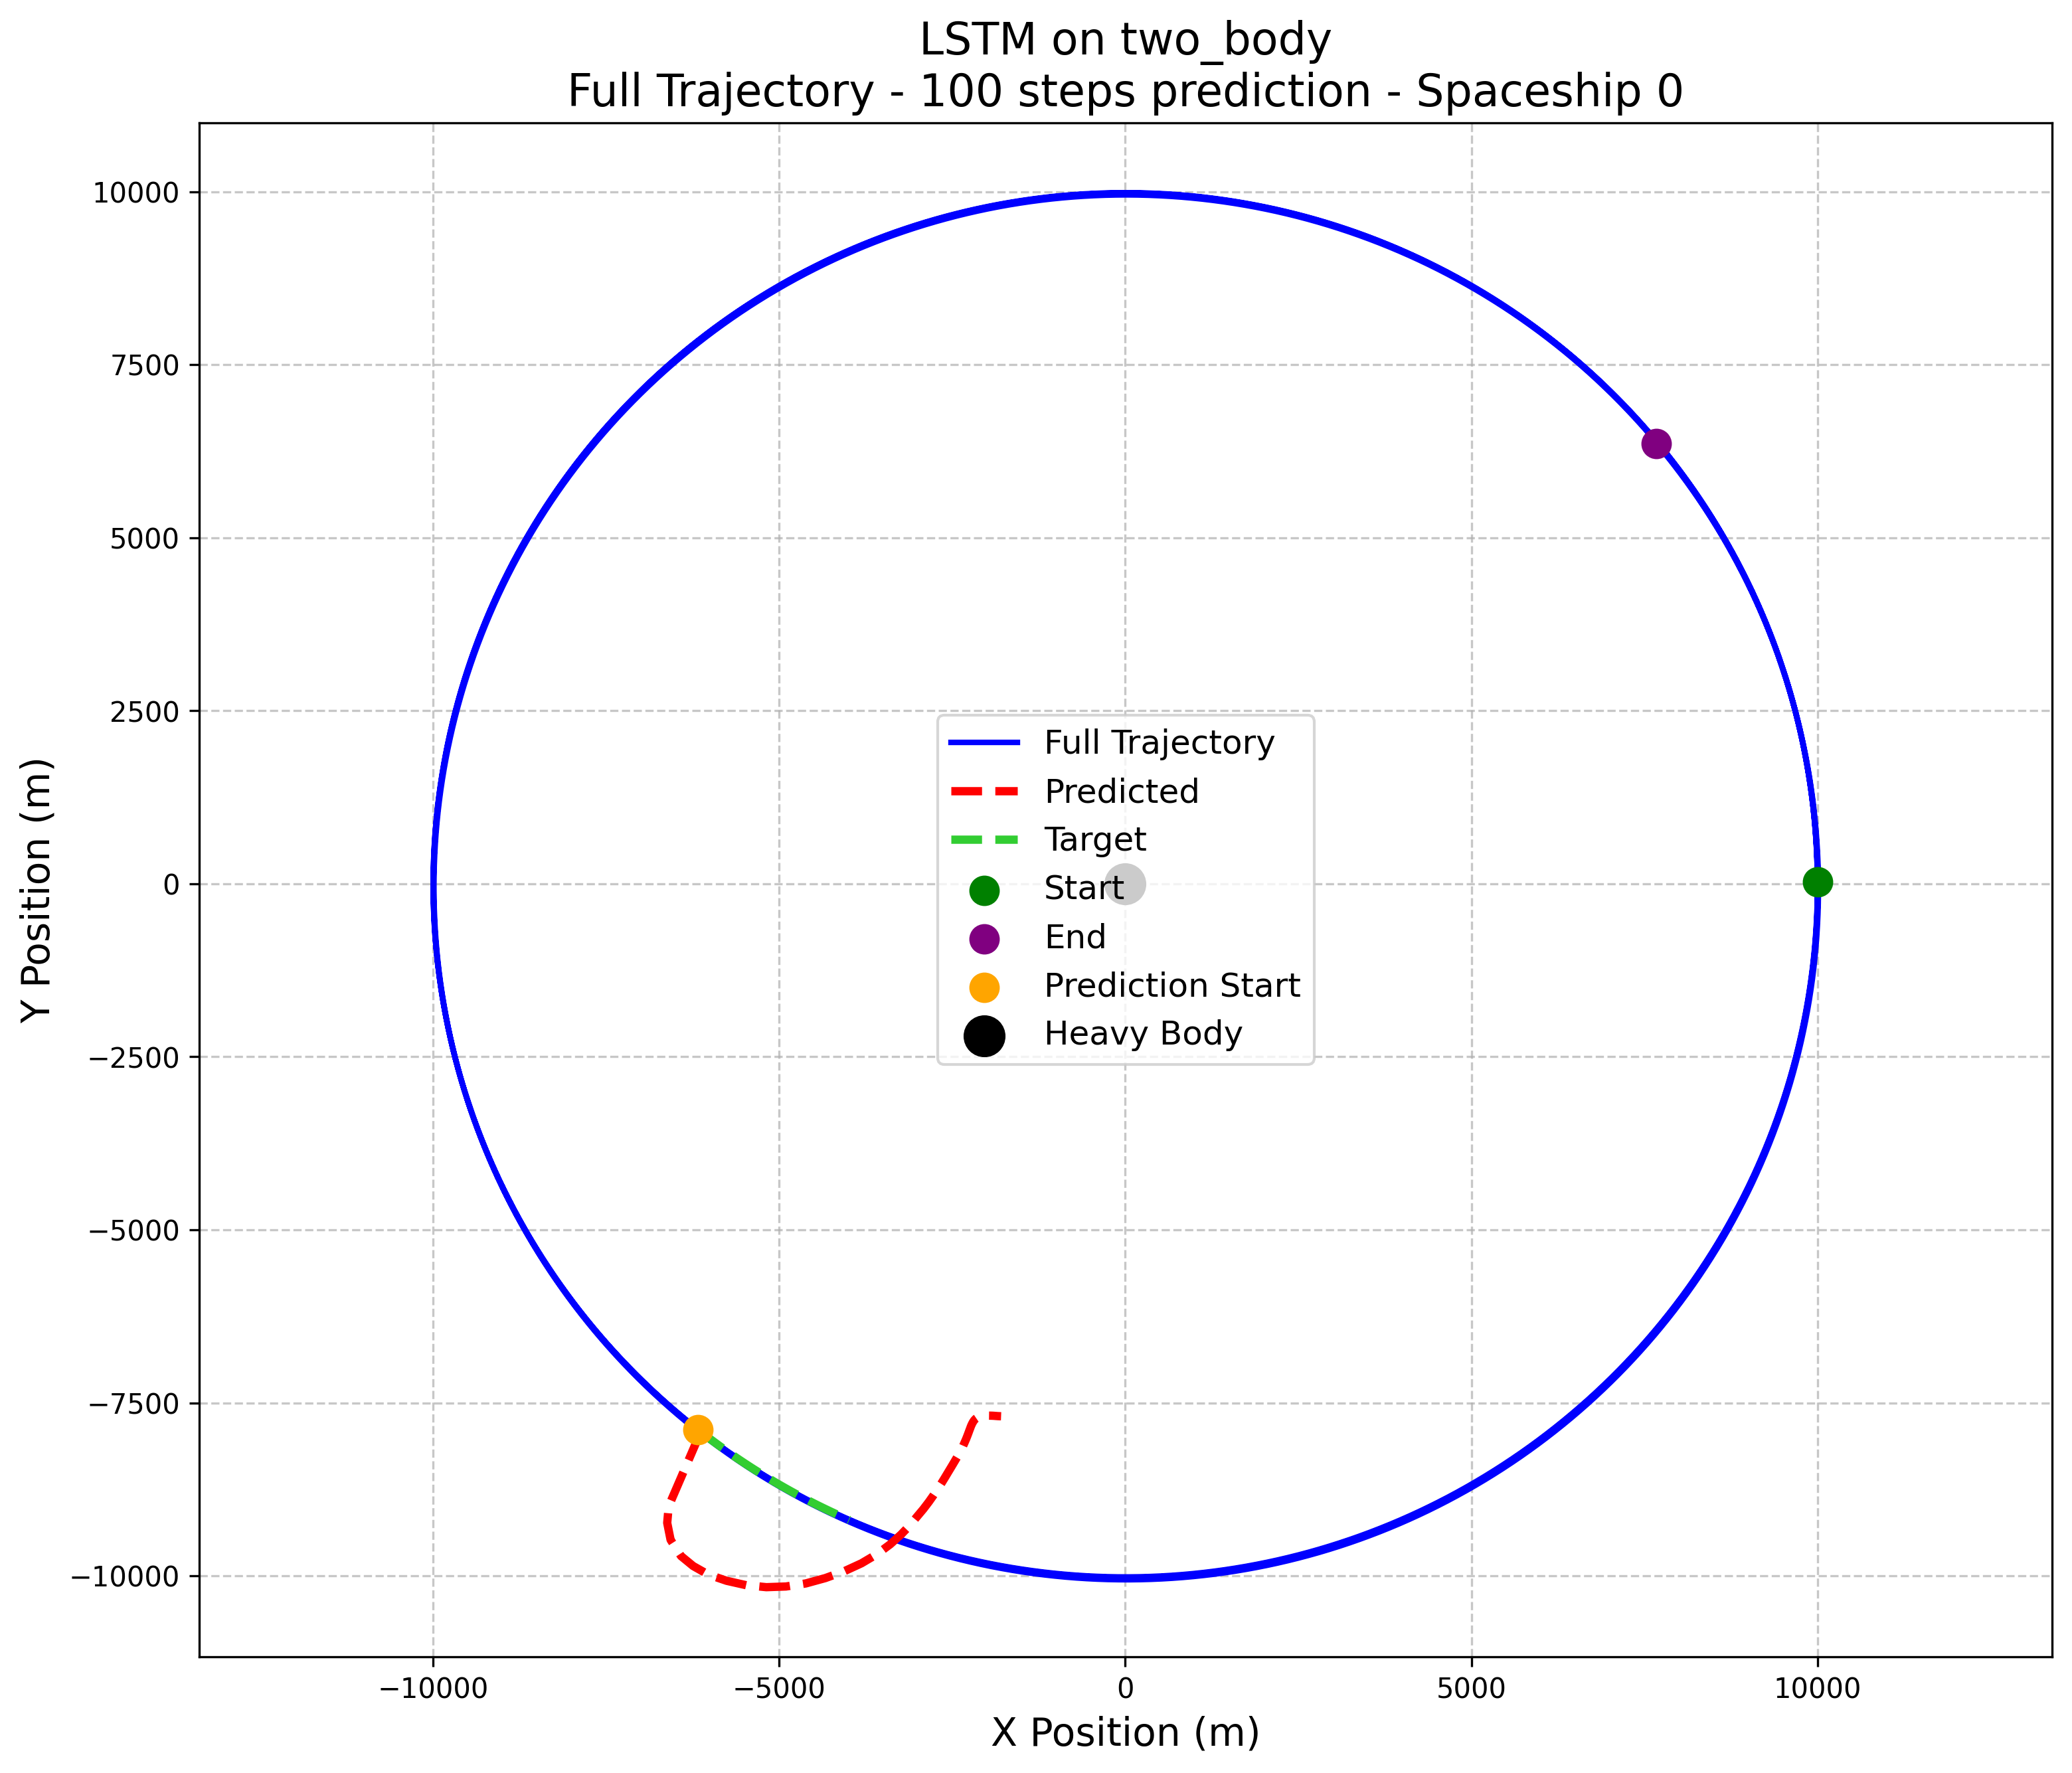 LSTM on two_body
Full Trajectory - 100 steps prediction - Spaceship 0
10000
7500
5000
2500
0
−2500
−5000
−7500
−10000
Y Position (m)
Full Trajectory
Predicted
Target
Start
End
Prediction Start
Heavy Body
−10000
−5000
0
5000
10000
X Position (m)